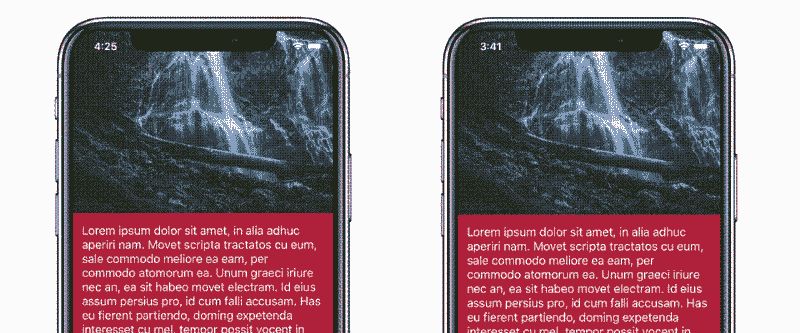 4:25
Lorem ipsum dolor sit amet, in alia adhuc
aperiri nam. Movet scripta tractatos cu eum,
sale commodo meliore ea eam, per
commodo atomorum ea. Unum graeci iriure
nec an, ea sit habeo movet electram. Id eius
assum persius pro, id cum falli accusam. Has
eu fierent partiendo, doming expetenda
interesset cu mel, tempor possit vocent in
3:41
Lorem ipsum dolor sit amet, in alia adhuc
aperiri nam. Movet scripta tractatos cu eum,
sale commodo meliore ea eam, per
commodo atomorum ea. Unum graeci iriure
nec an, ea sit habeo movet electram. Id eius
assum persius pro, id cum falli accusam. Has
eu fierent partiendo, doming expetenda
interesset cu mel, tempor possit vocent in